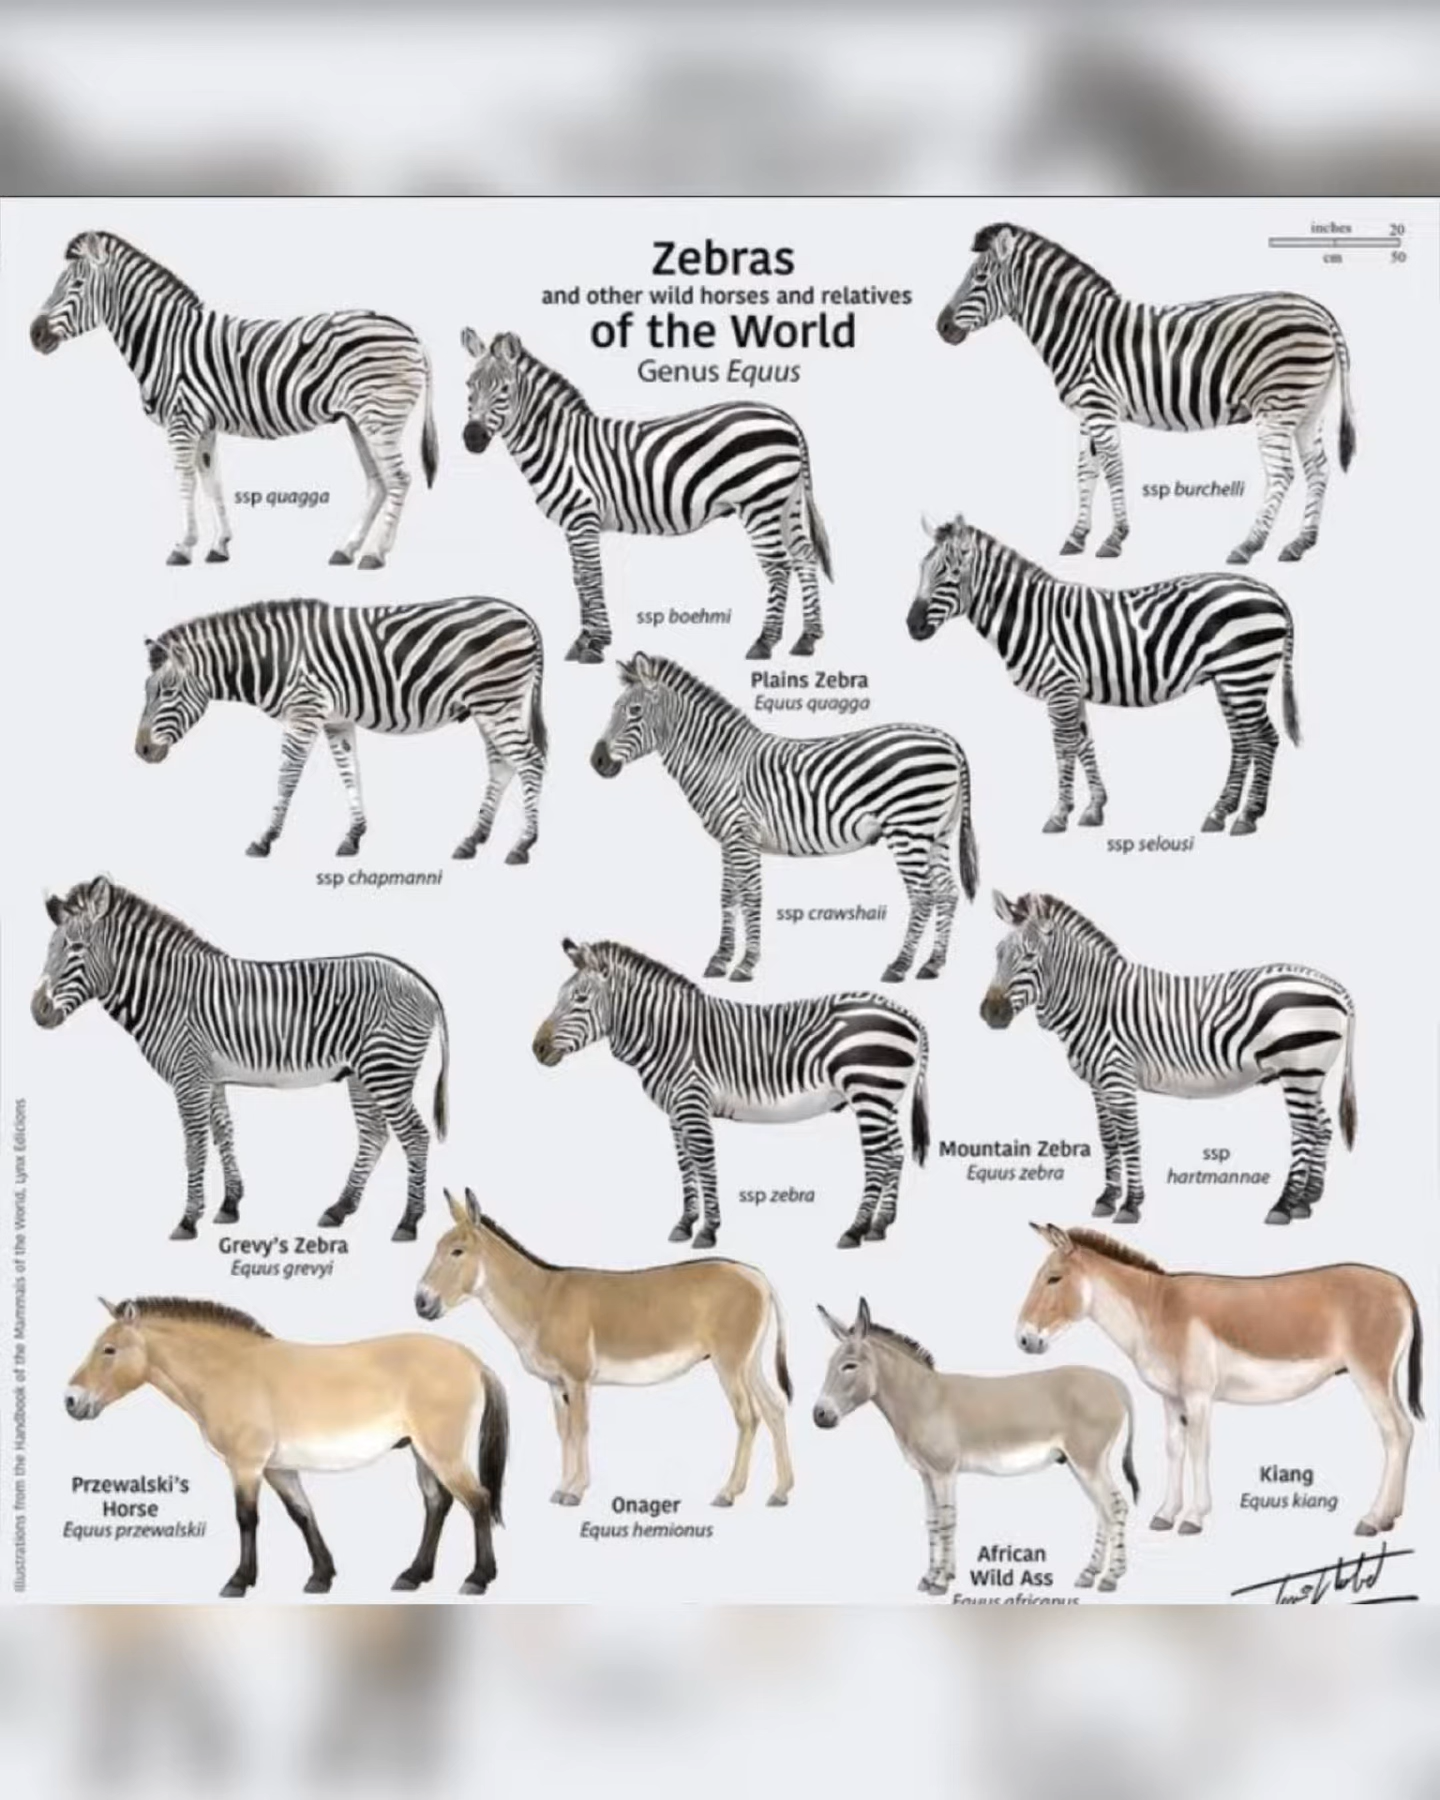 Zebras
and other wild horses and relatives
of the World
Genus Equus
inches 20
cm 50
ssp quagga
ssp boehmi
ssp burchelli
Plains Zebra
Equus quagga
ssp chapmanni
ssp crawshaii
ssp selousi
Grevy's Zebra
Equus grevyi
ssp zebra
Mountain Zebra
Equus zebra
ssp
hartmannae
Przewalski's
Horse
Equus przewalskii
Onager
Equus hemionus
African
Wild Ass
Equus africanus
Kiang
Equus kiang
Illustrations from the Handbook of the Mammals of the World, Lynx Edicions